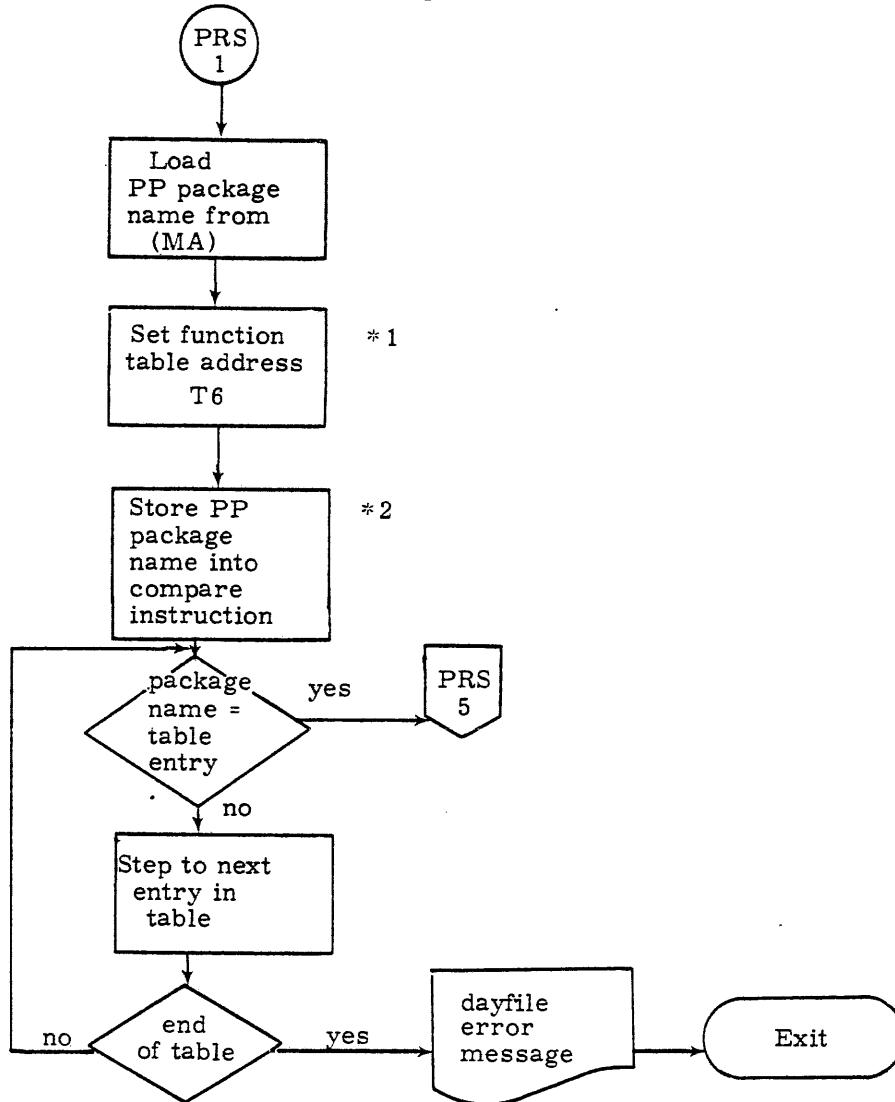 PRS
1
Load
PP package
name from
(MA)
Set function
table address
T6
*1
Store PP
package
name into
compare
instruction
*2
package
name =
table
entry
yes
PRS
5
no
Step to next
entry in
table
end
of table
no
yes
dayfile
error
message
Exit